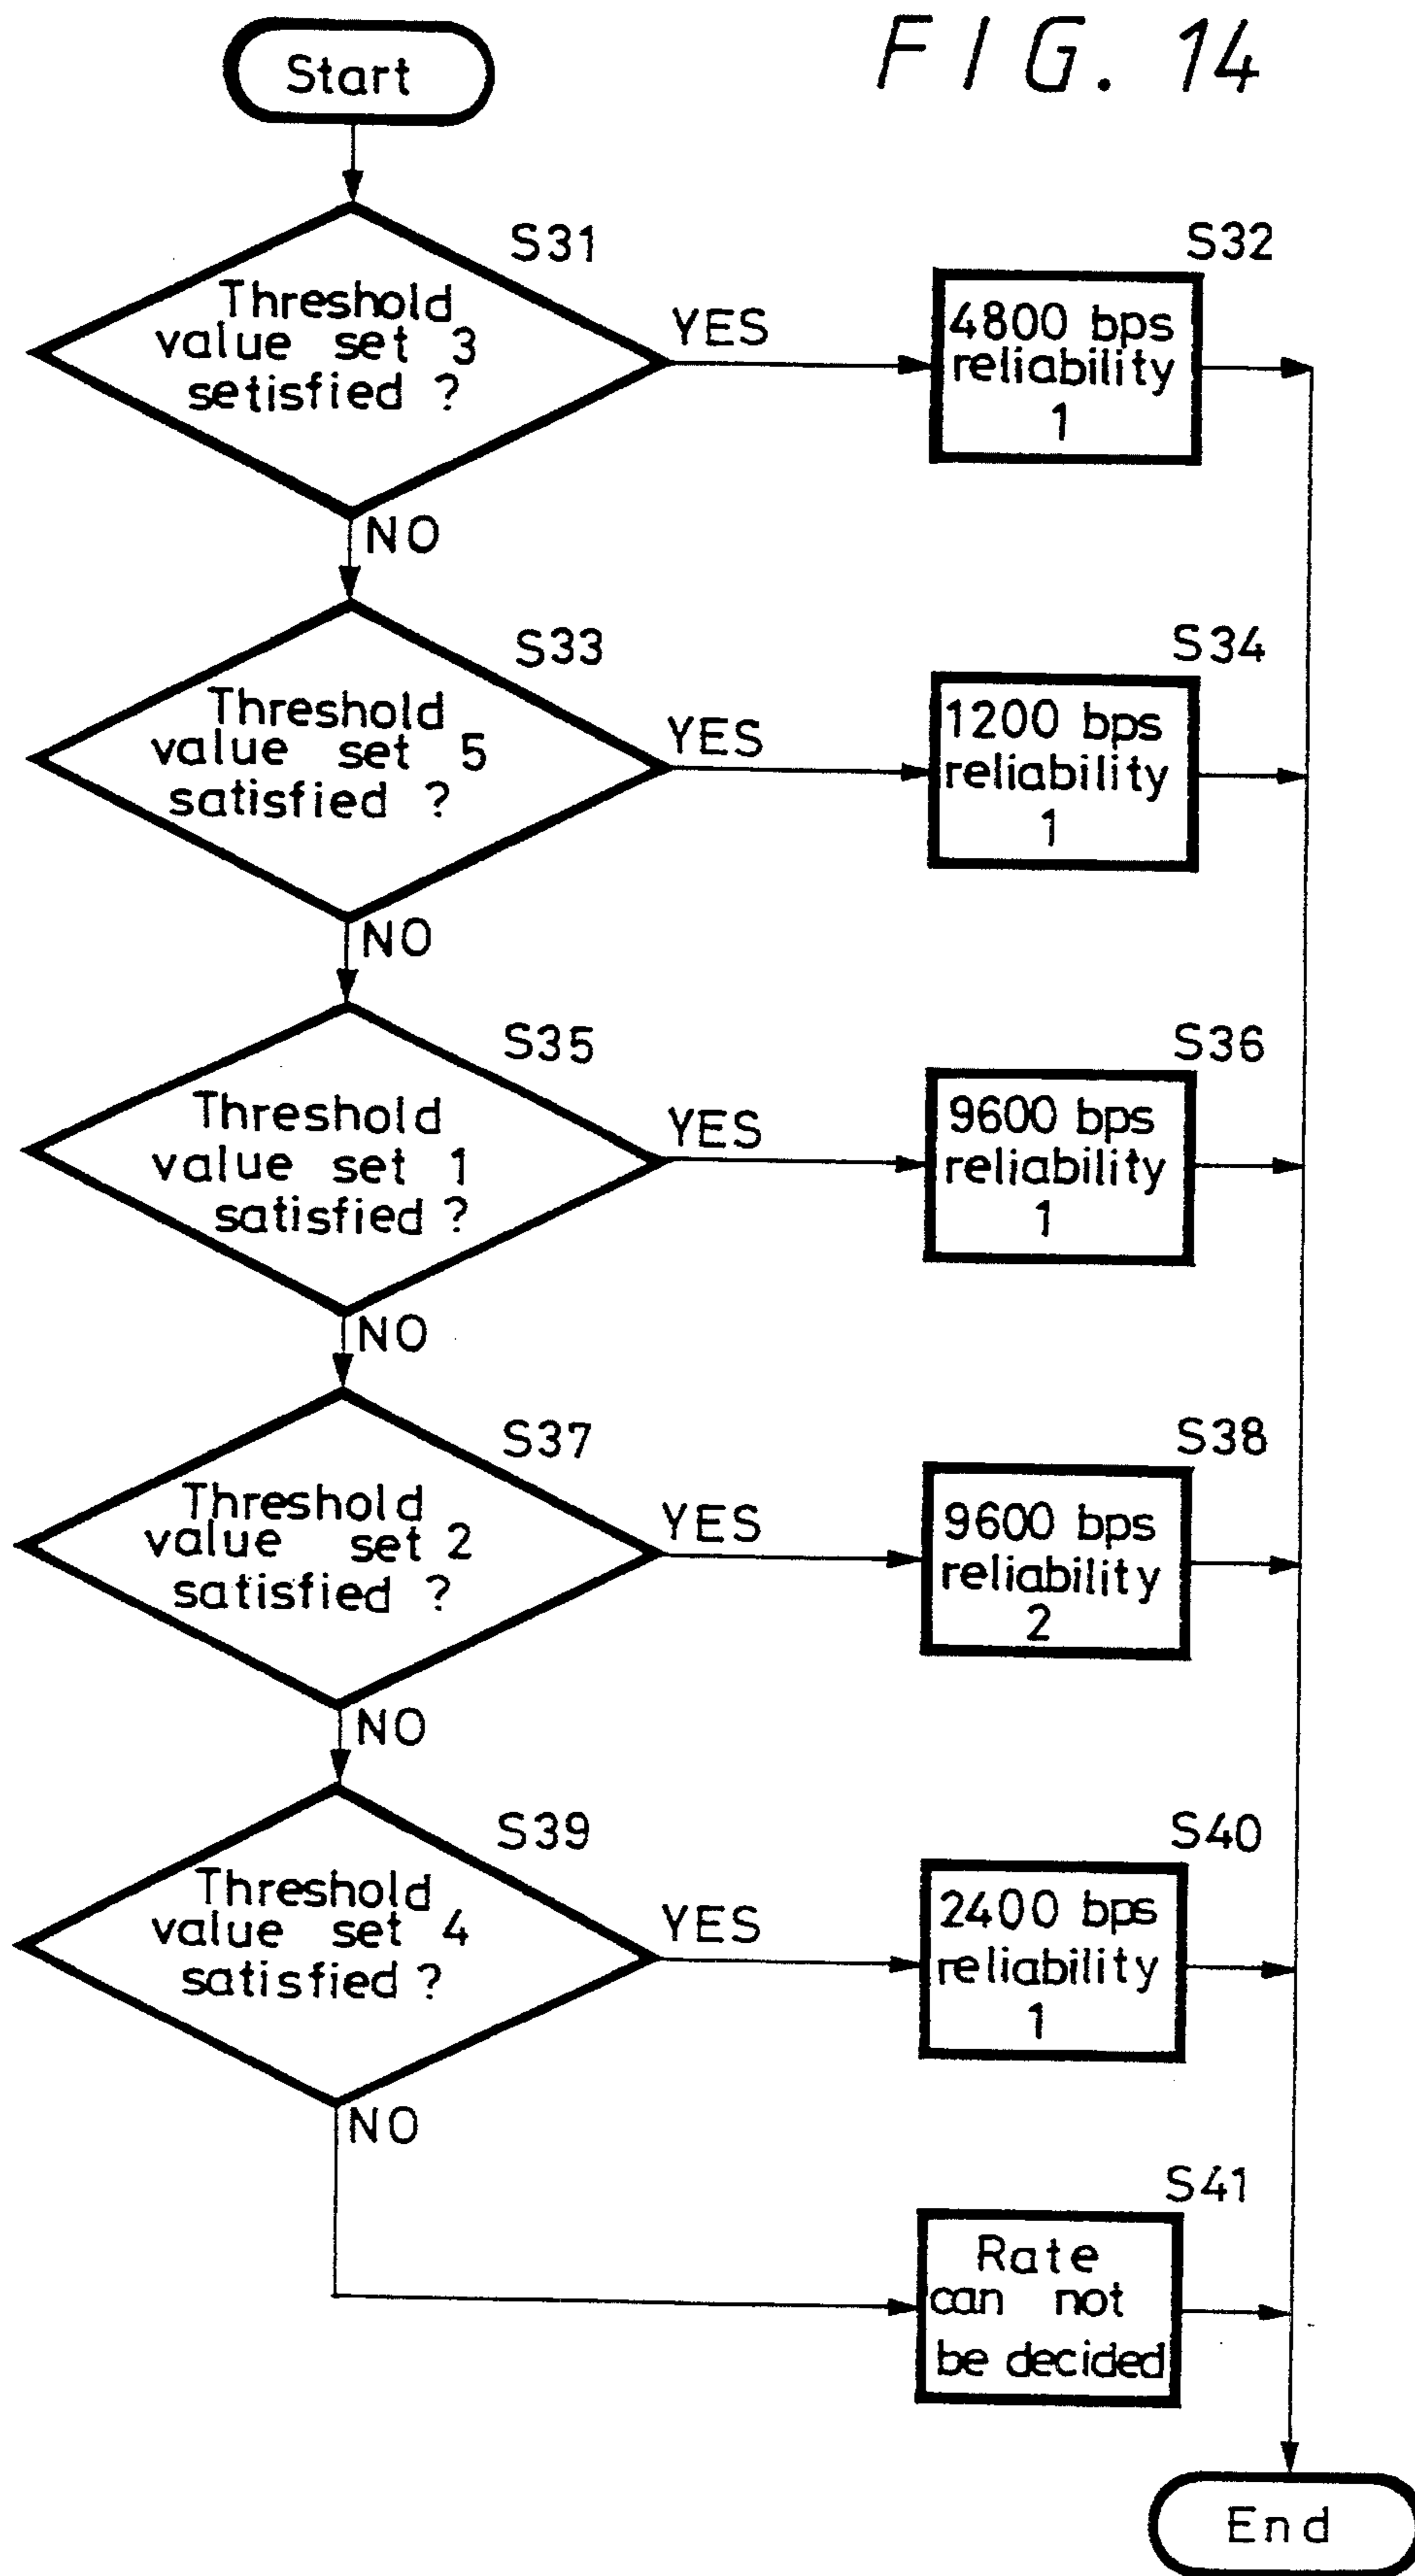 FIG. 14
Start
S31
Threshold
value set 3
setisfied ?
YES
S32
4800 bps
reliability
1
NO
S33
Threshold
value set 5
satisfied ?
YES
S34
1200 bps
reliability
1
NO
S35
Threshold
value set 1
satisfied ?
YES
S36
9600 bps
reliability
1
NO
S37
Threshold
value set 2
satisfied ?
YES
S38
9600 bps
reliability
2
NO
S39
Threshold
value set 4
satisfied ?
YES
S40
2400 bps
reliability
1
NO
S41
Rate
can not
be decided
End